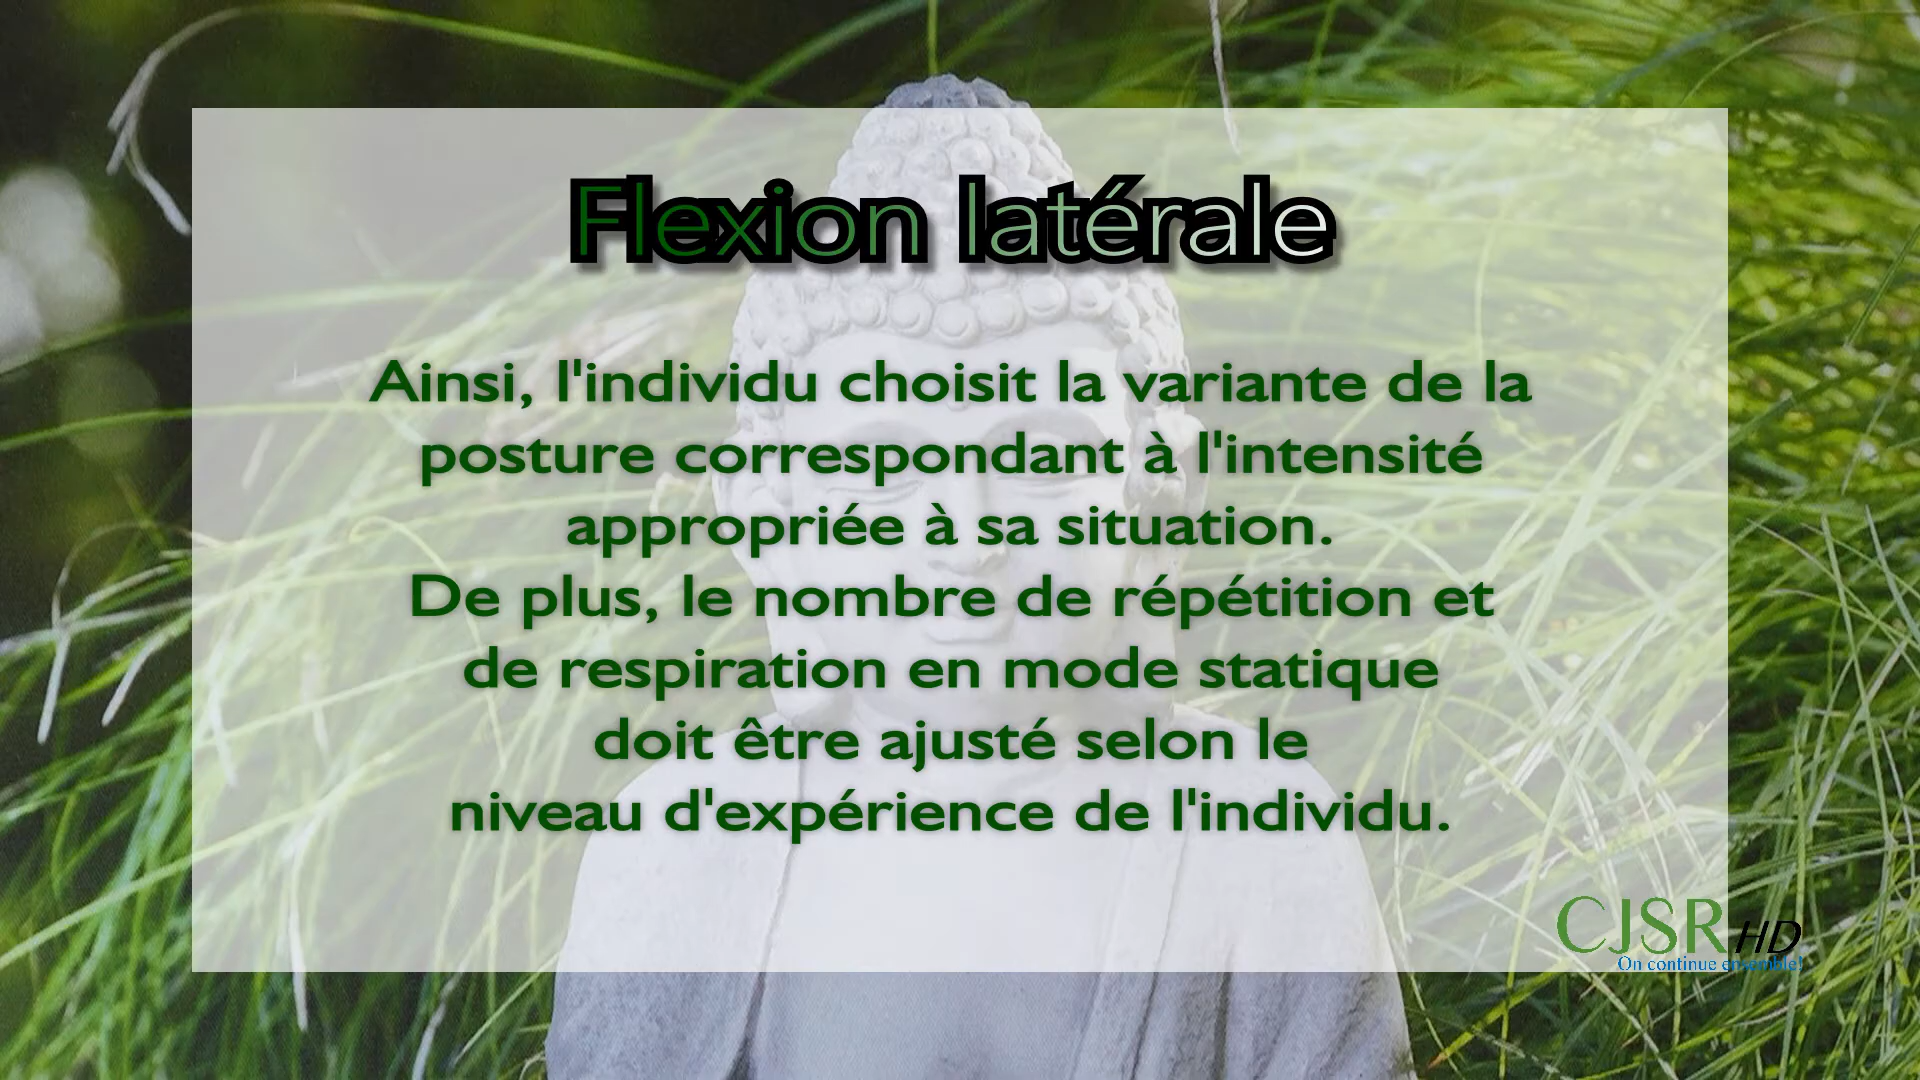 Flexion latérale
Ainsi, l'individu choisit la variante de la
posture correspondant à l'intensité
appropriée à sa situation.
De plus, le nombre de répétition et
de respiration en mode statique
doit être ajusté selon le
niveau d'expérience de l'individu.
CJSR HD
On continue ensemble!